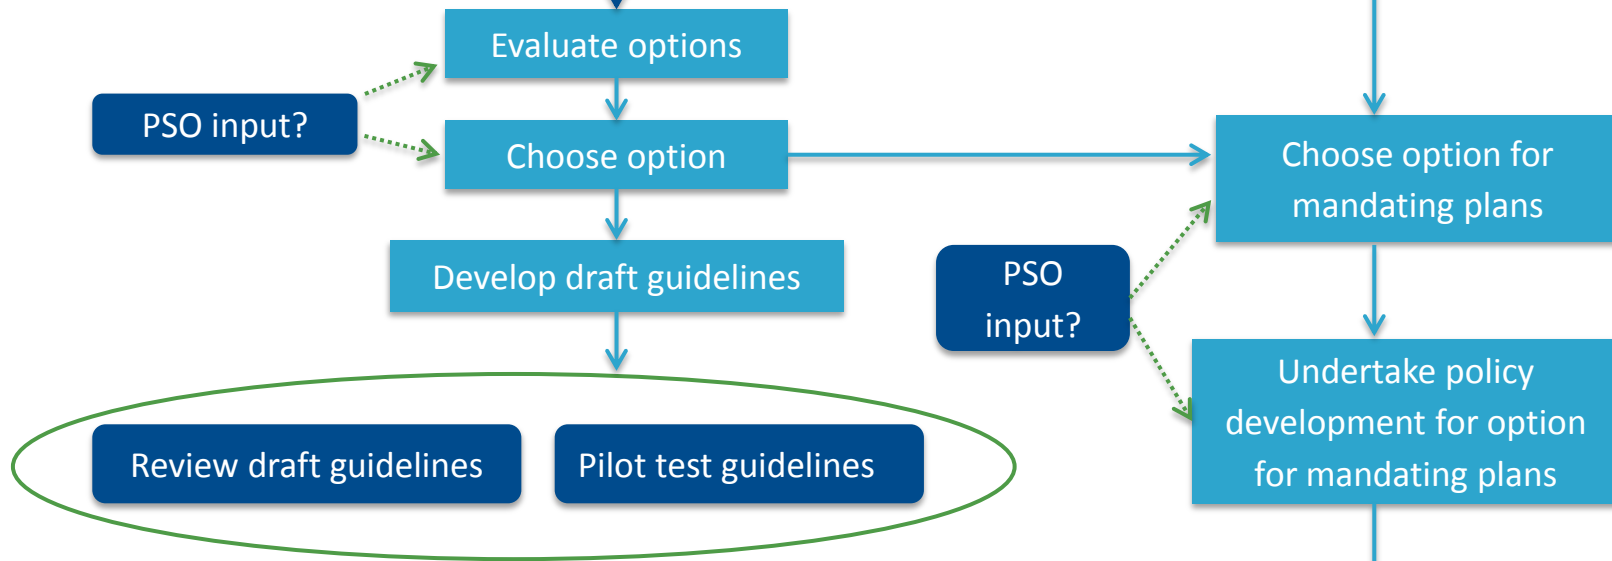 Evaluate options
PSO input?
Choose option
Choose option for
mandating plans
Develop draft guidelines
PSO
input?
Undertake policy
development for option
for mandating plans
Review draft guidelines
Pilot test guidelines